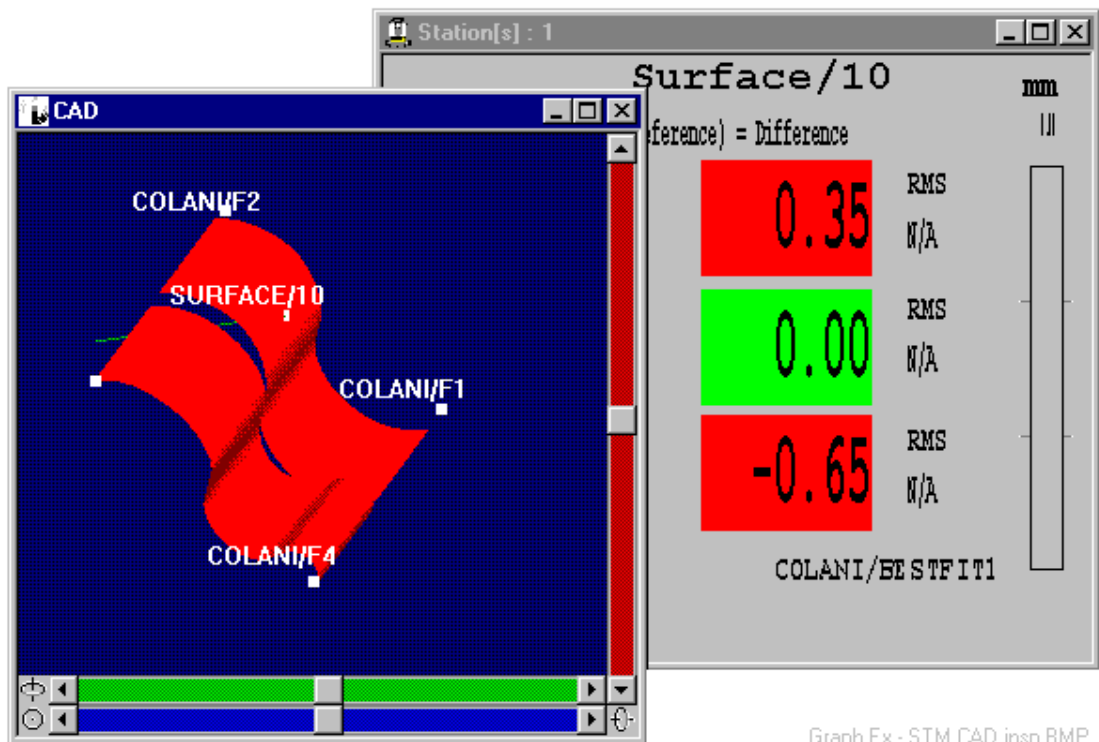 Station[s] : 1
Surface/10
mm
eference) = Difference
0.35
RMS
N/A
0.00
RMS
N/A
-0.65
RMS
N/A
COLANI/BESTFIT1
CAD
COLANI/F2
SURFACE/10
COLANI/F1
COLANI/F4
Graph Ex - STM CAD insp.BMP